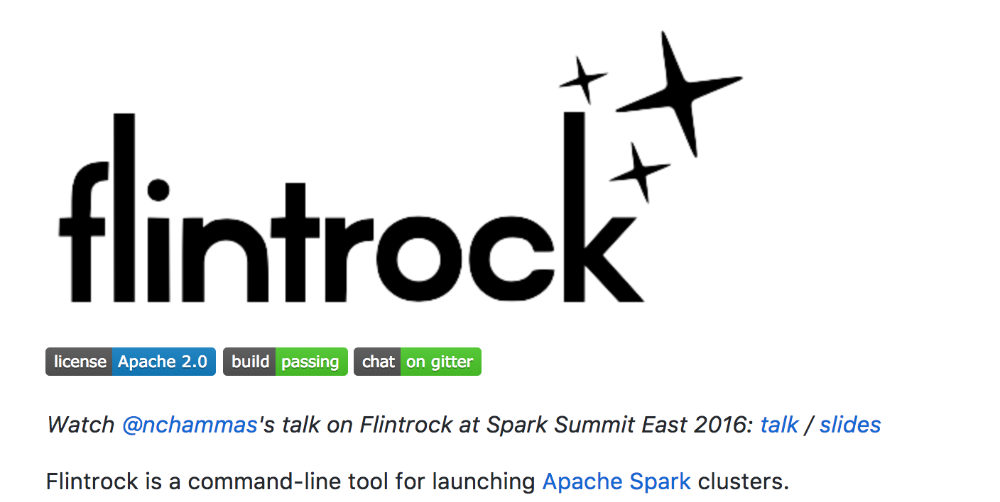 flintrock
license Apache 2.0 build passing chat on gitter
Watch @nchammas's talk on Flintrock at Spark Summit East 2016: talk / slides
Flintrock is a command-line tool for launching Apache Spark clusters.